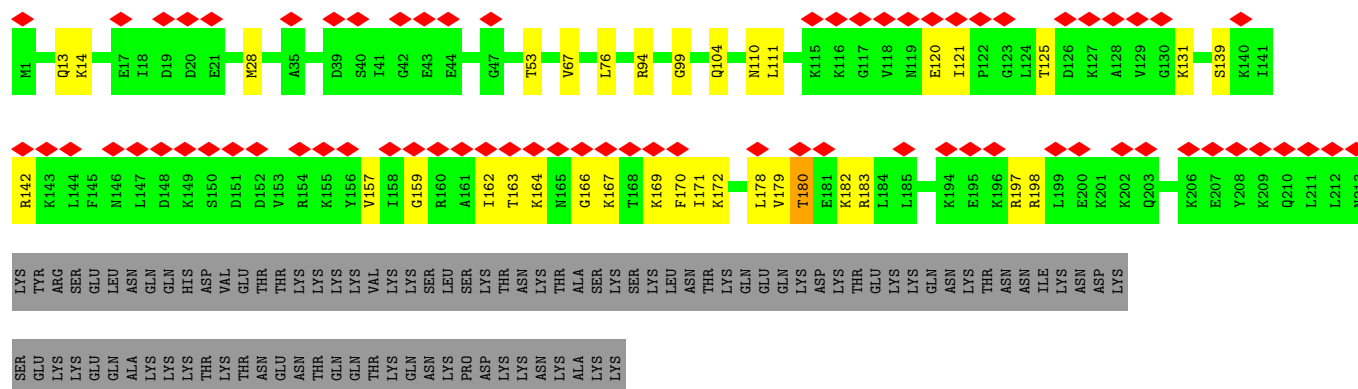 M1 Q13 K14 E17 I18 D19 D20 E21 M28 A35 D39 S40 I41 G42 E43 E44 G47 T53 V67 L76 R94 G99 Q104 N110 L111 K115 K116 G117 V118 N119 E120 I121 P122 G123 L124 T125 D126 K127 A128 V129 G130 K131 S139 K140 I141
R142 K143 L144 F145 N146 L147 D148 K149 S150 D151 D152 V153 R154 K155 Y156 V157 I158 G159 R160 A161 I162 T163 K164 N165 G166 K167 T168 K169 F170 I171 K172 L178 V179 T180 E181 K182 R183 L184 L185 K194 E195 K196 R197 R198 L199 E200 K201 K202 Q203 K206 E207 Y208 K209 Q210 L211 L212
LYS TYR ARG SER GLU LEU ASN GLN GLN HIS ASP VAL GLU THR THR LYS LYS LYS LYS VAL LYS LYS SER LEU SER LYS THR ASN LYS THR ALA SER LYS SER LYS LEU ASN THR LYS GLN GLU GLN LYS ASP LYS THR GLU LYS LYS GLN ASN LYS THR ASN ASN ILE LYS ASN ASP LYS
SER GLU LYS LYS GLU GLN ALA LYS LYS LYS THR LYS THR ASN GLU ASN THR GLN GLN THR LYS GLN ASN LYS PRO ASP LYS LYS ASN LYS ALA LYS LYS